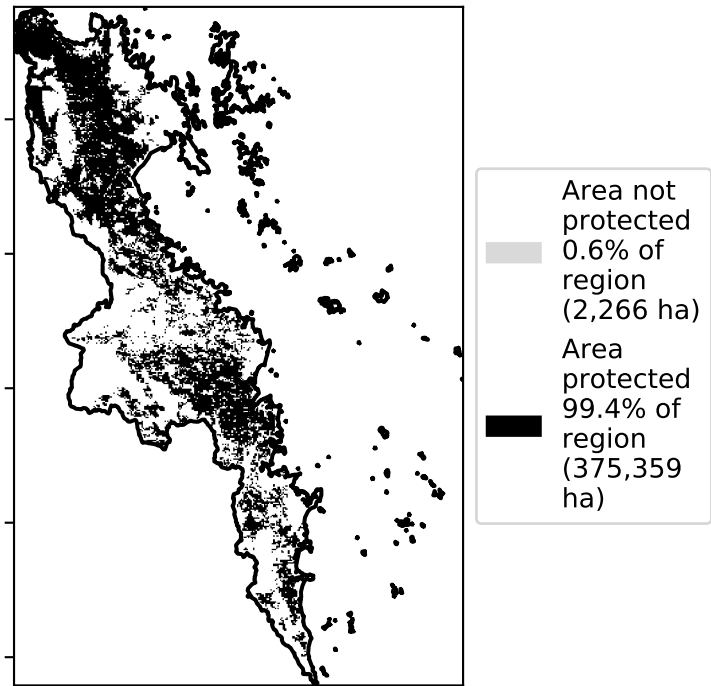 Area not
protected
0.6% of
region
(2,266 ha)
Area
protected
99.4% of
region
(375,359
ha)